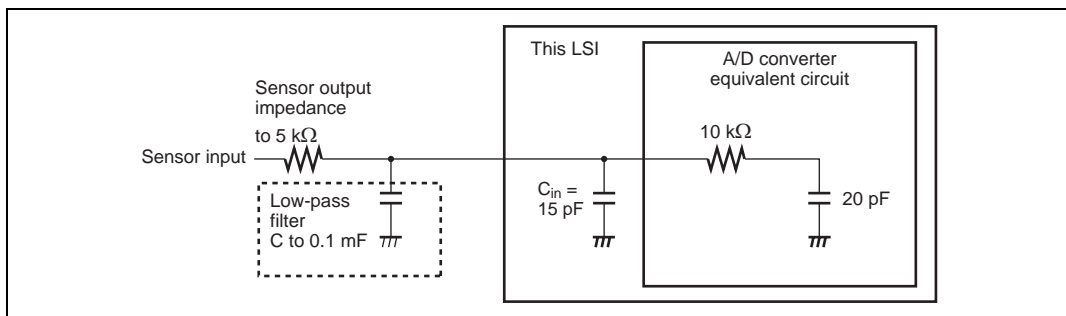 This LSI
A/D converter
equivalent circuit
Sensor output
impedance
to 5 kΩ
10 kΩ
Sensor input
Low-pass
filter
C to 0.1 mF
Cin =
15 pF
20 pF